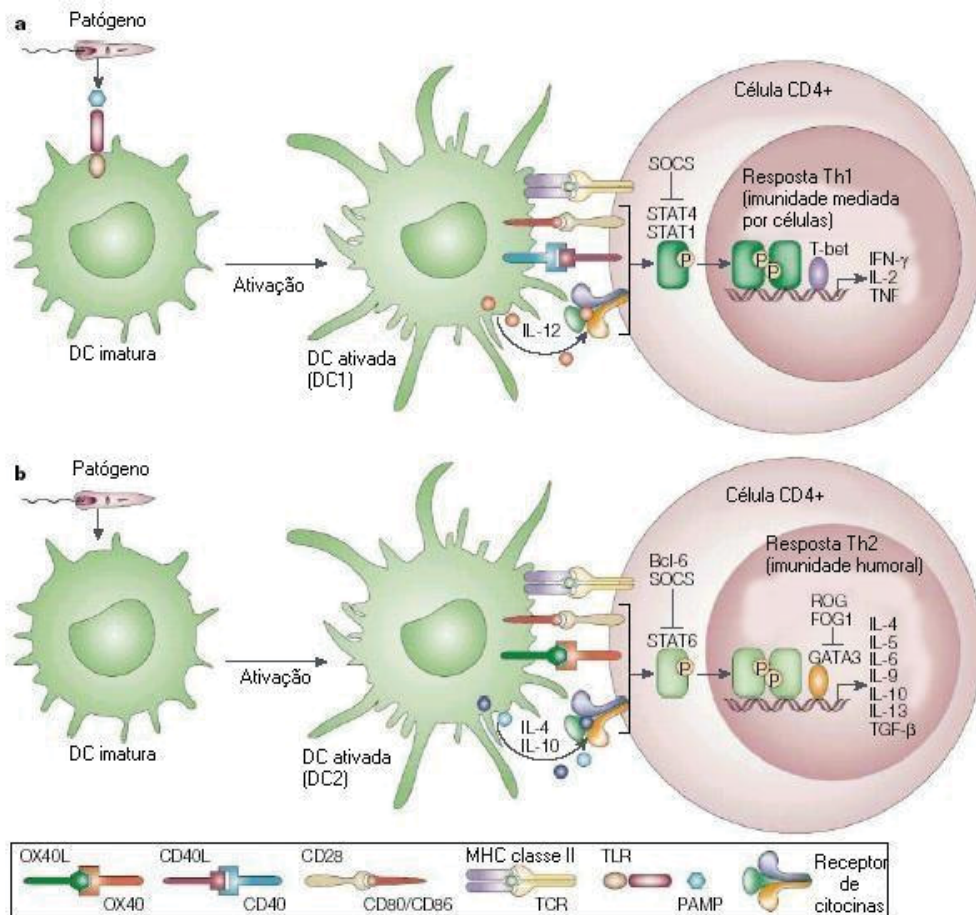 a
Patógeno
DC imatura
Ativação
DC ativada
(DC1)
IL-12
Célula CD4+
SOCS
STAT4
STAT1
P
P
P
Resposta Th1
(imunidade mediada
por células)
T-bet
IFN-γ
IL-2
TNF
b
Patógeno
DC imatura
Ativação
DC ativada
(DC2)
IL-4
IL-10
Célula CD4+
Bcl-6
SOCS
STAT6
P
P
P
Resposta Th2
(imunidade humoral)
ROG
FOG1
GATA3
IL-4
IL-5
IL-6
IL-9
IL-10
IL-13
TGF-β
OX40L
OX40
CD40L
CD40
CD28
CD80/CD86
MHC classe II
TCR
TLR
PAMP
Receptor
de
citocinas